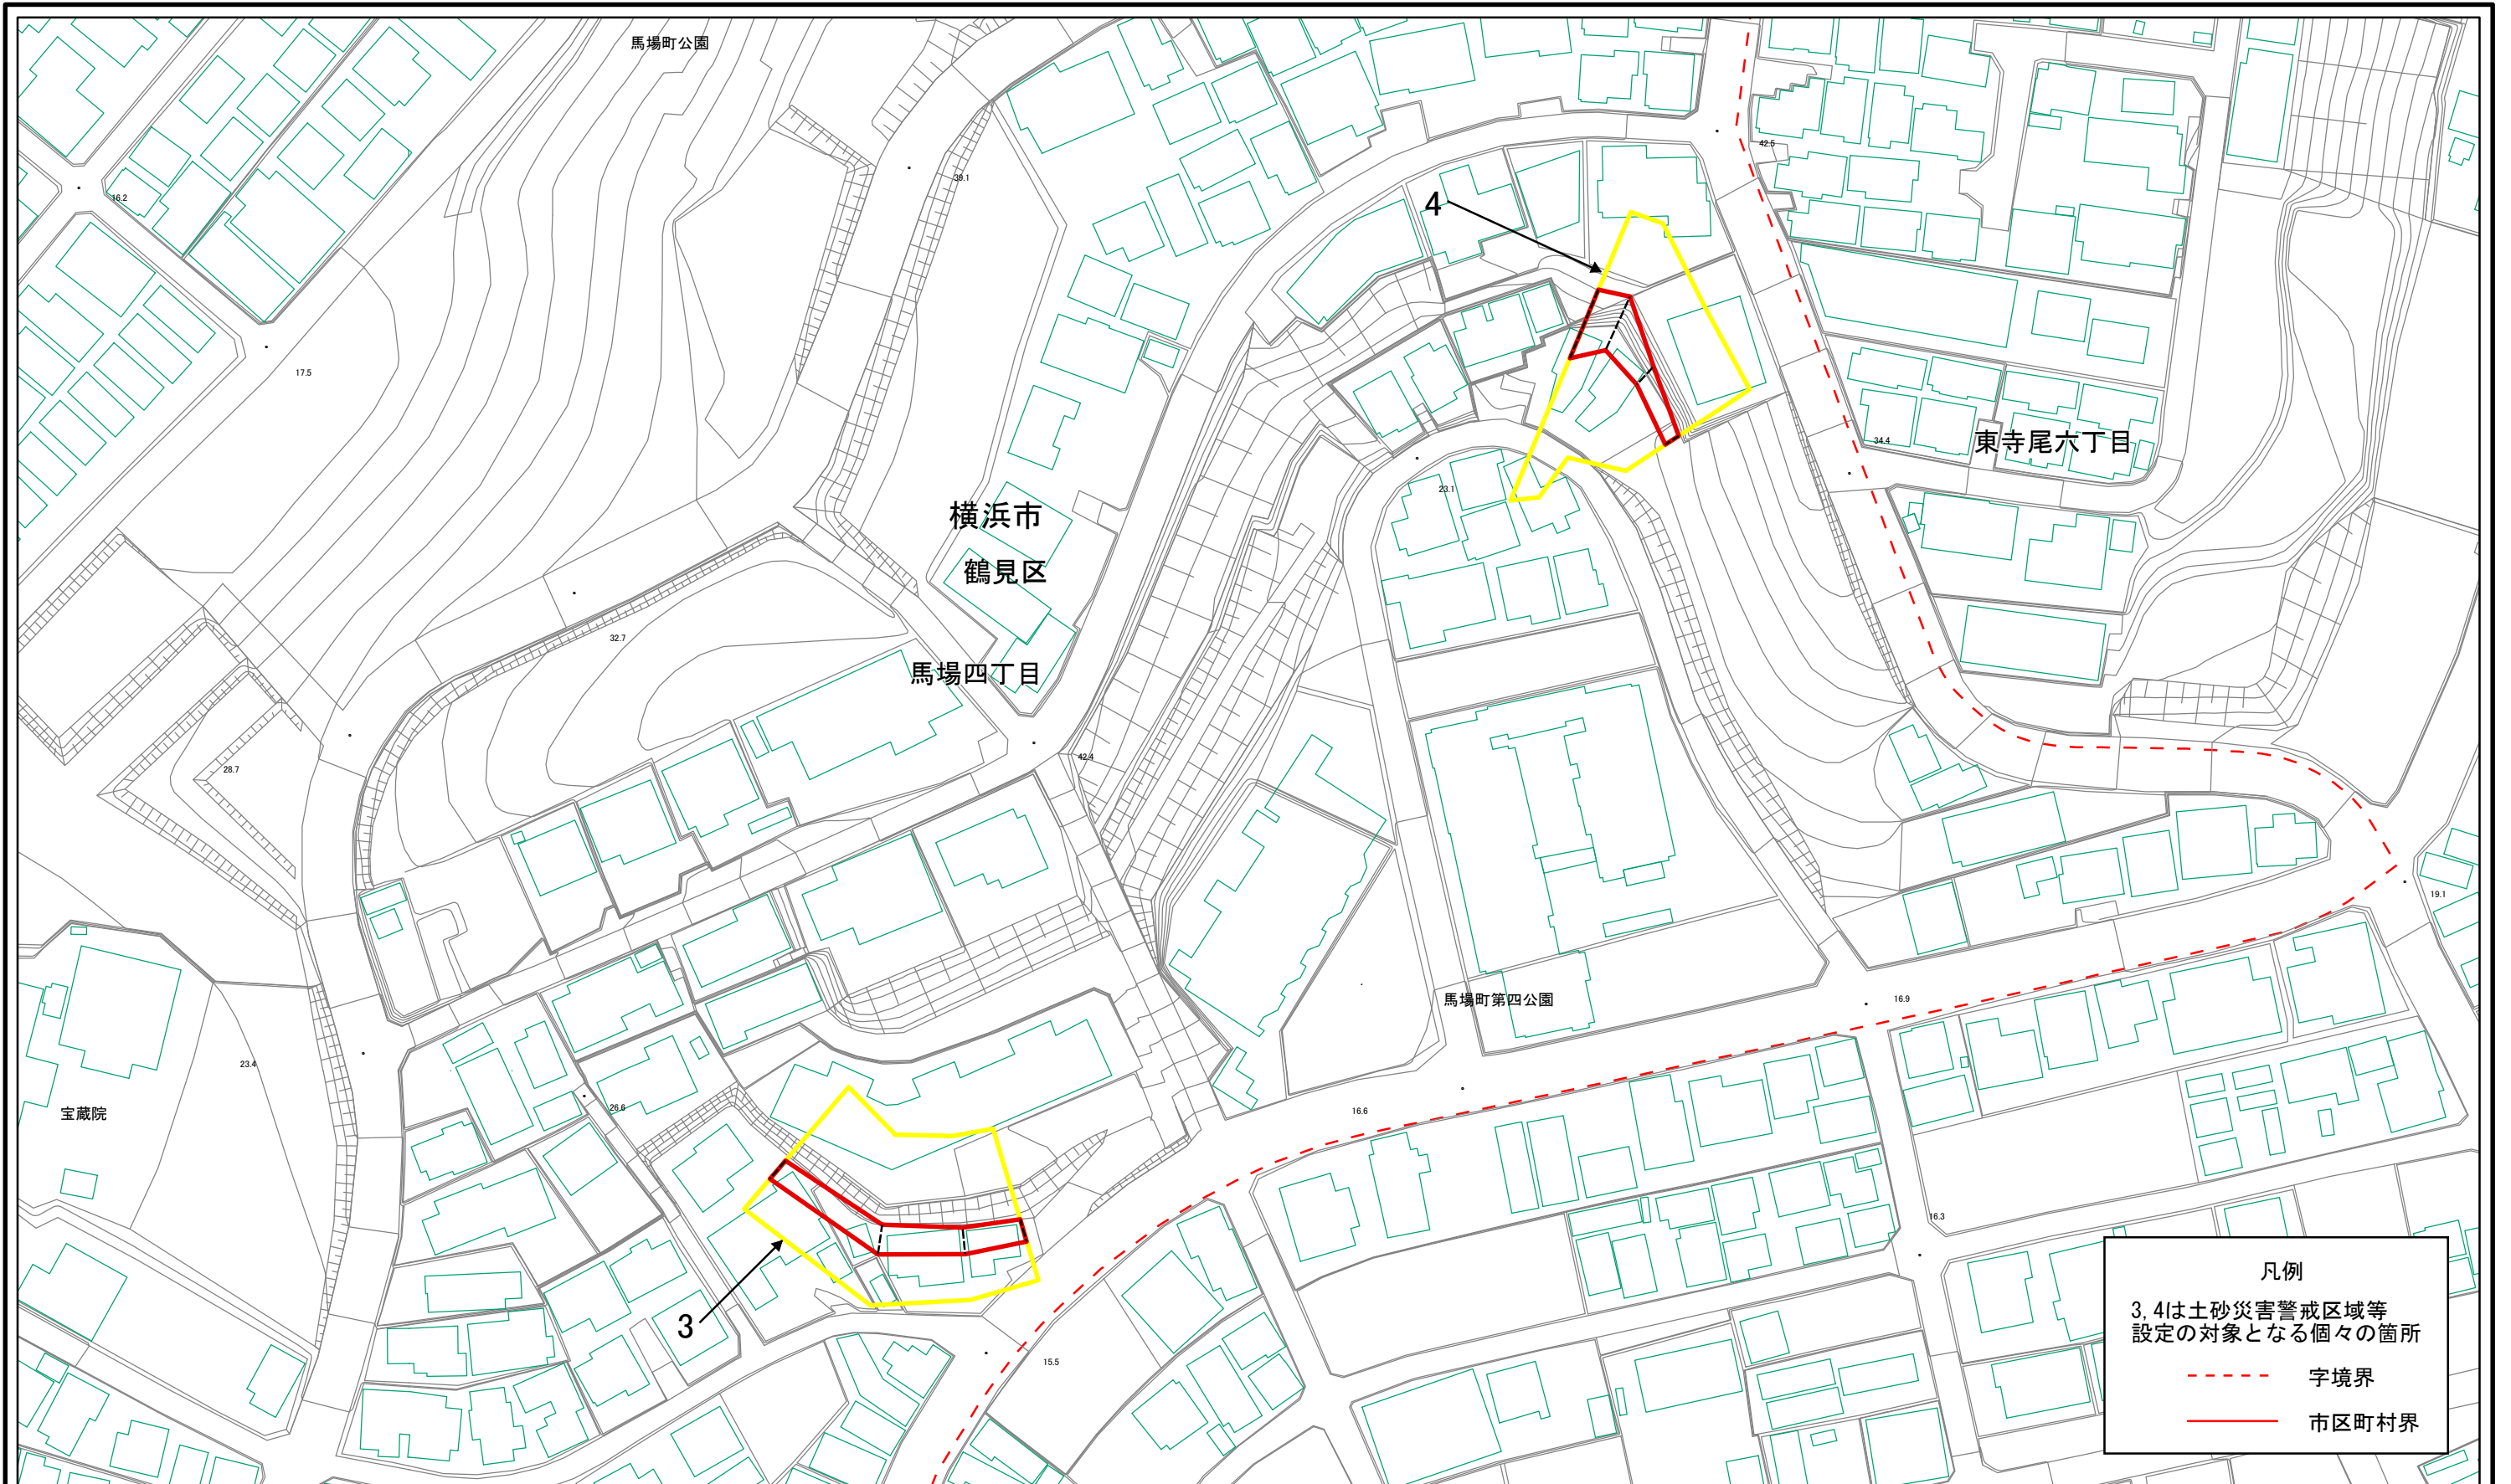 馬場町公園
42.5
39.1
16.2
4
17.5
34.4
東寺尾六丁目
23.1
横浜市
鶴見区
32.7
馬場四丁目
42.4
28.7
19.1
馬場町第四公園
16.9
23.4
26.6
16.6
宝蔵院
16.3
3
15.5
凡例
3,4は土砂災害警戒区域等
設定の対象となる個々の箇所
字境界
市区町村界